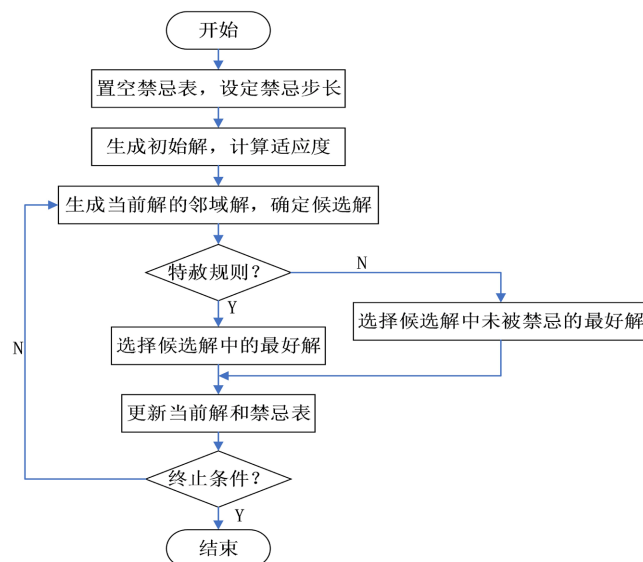 开始
置空禁忌表，设定禁忌步长
生成初始解，计算适应度
生成当前解的邻域解，确定候选解
特赦规则？
N
Y
选择候选解中未被禁忌的最好解
选择候选解中的最好解
N
更新当前解和禁忌表
终止条件？
Y
结束